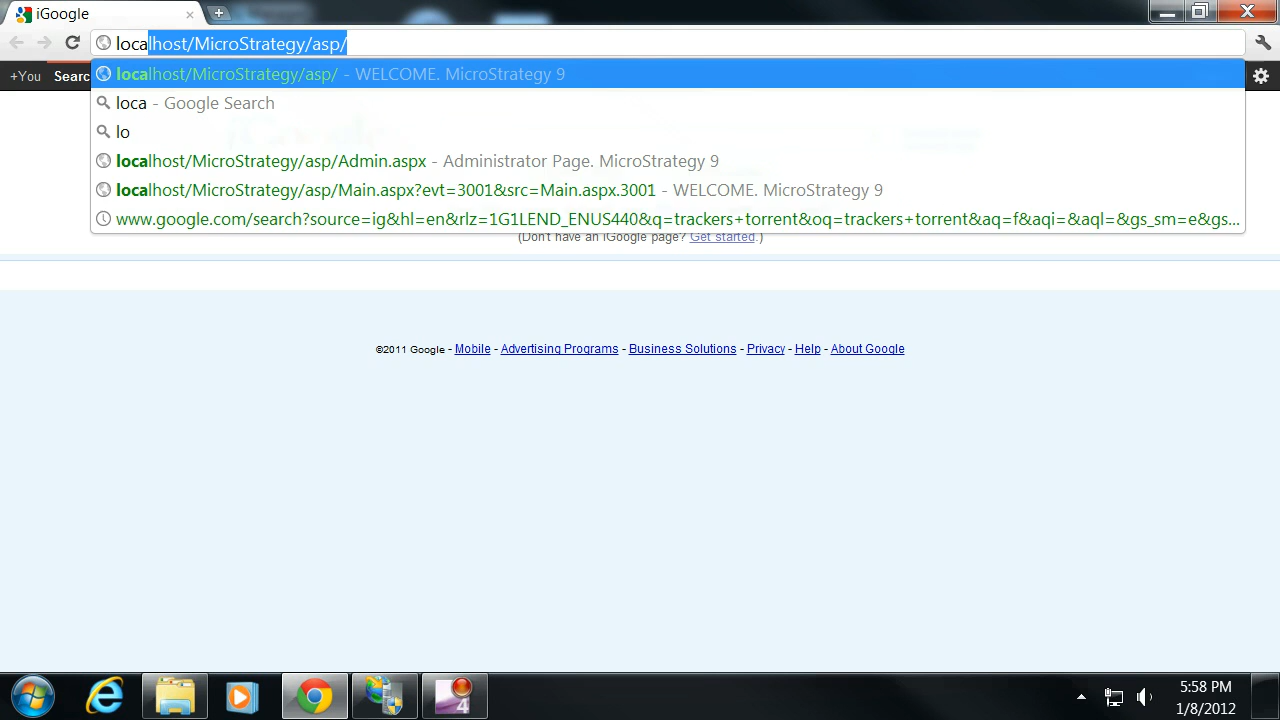 iGoogle
localhost/MicroStrategy/asp/
+You Searc
localhost/MicroStrategy/asp/ - WELCOME. MicroStrategy 9
loca - Google Search
lo
localhost/MicroStrategy/asp/Admin.aspx - Administrator Page. MicroStrategy 9
localhost/MicroStrategy/asp/Main.aspx?evt=3001&src=Main.aspx.3001 - WELCOME. MicroStrategy 9
www.google.com/search?source=ig&hl=en&rlz=1G1LEND_ENUS440&q=trackers+torrent&oq=trackers+torrent&aq=f&aqi=&aql=&gs_sm=e&gs...
(Don't have an iGoogle page? Get started.)
©2011 Google - Mobile - Advertising Programs - Business Solutions - Privacy - Help - About Google
4
5:58 PM
1/8/2012